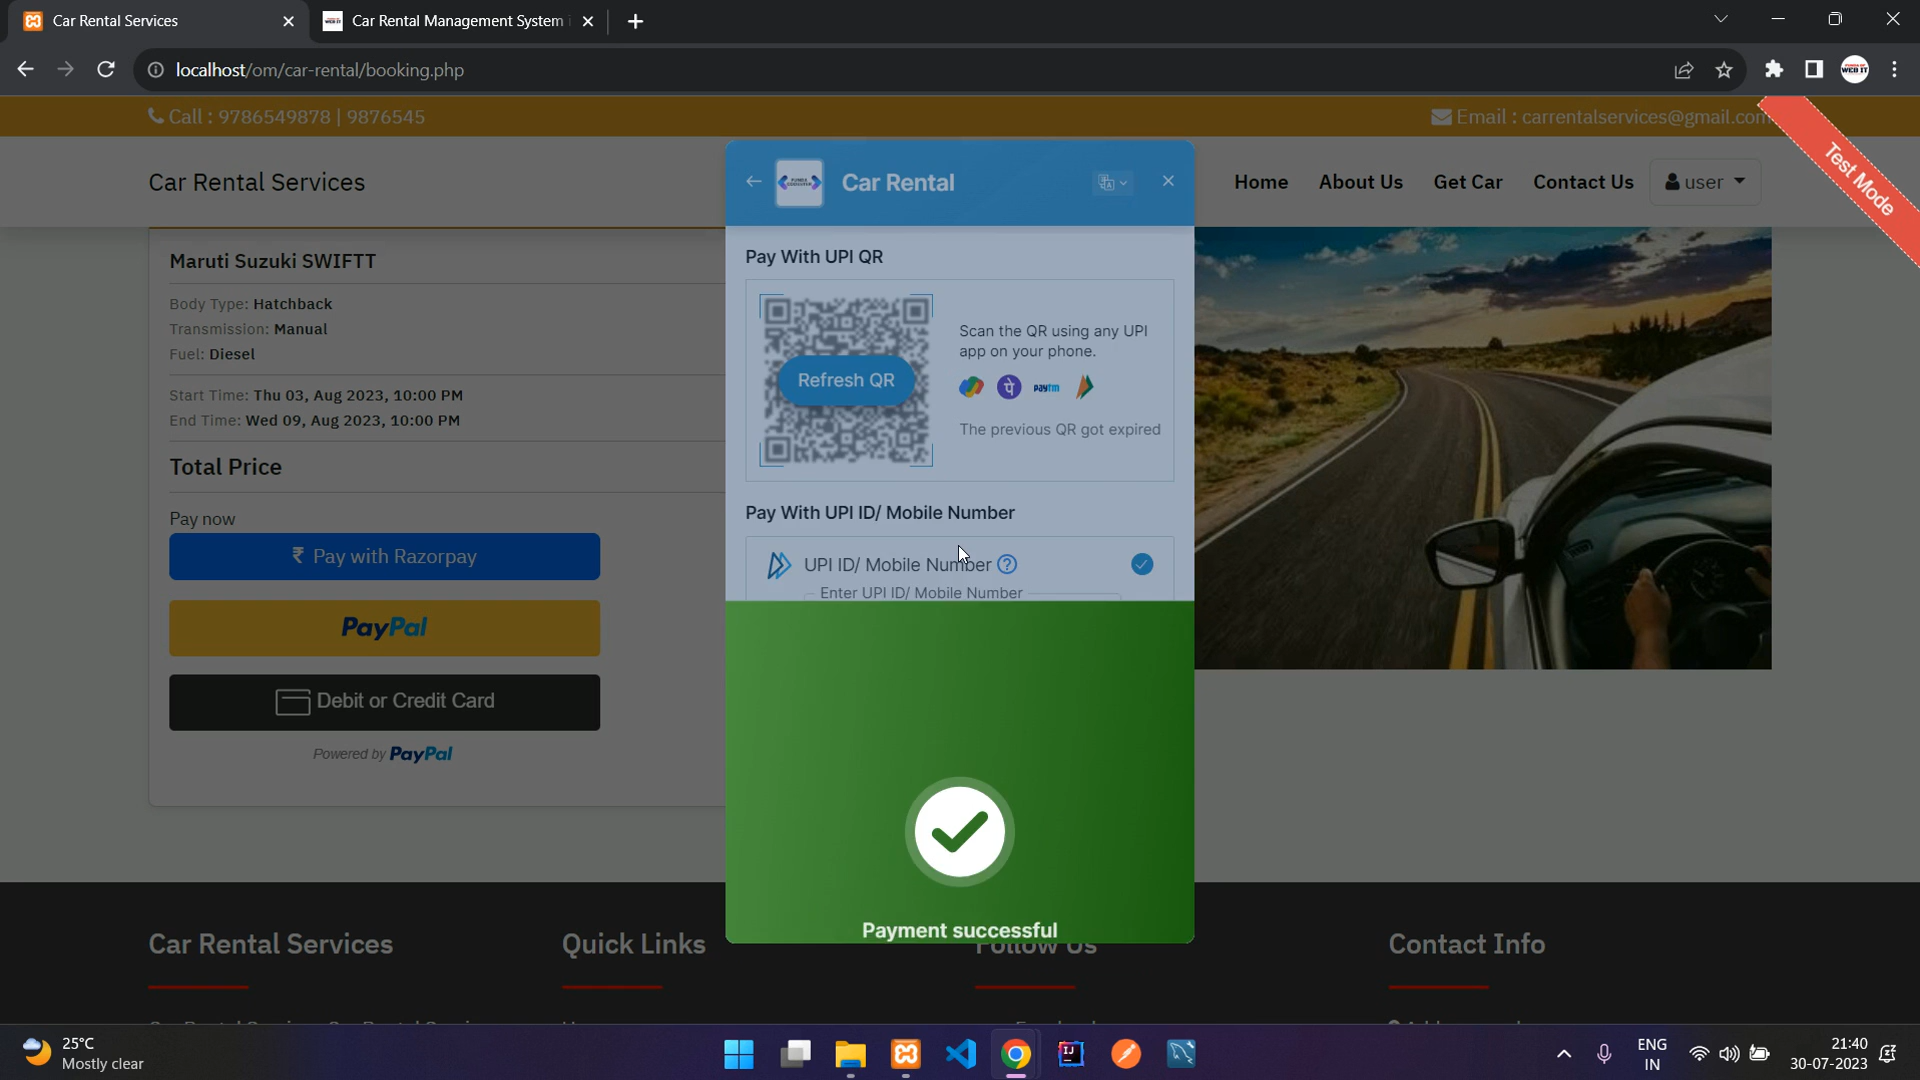 Car Rental Services
Car Rental Management System
localhost/om/car-rental/booking.php
WEB IT
Call : 9786549878 | 9876545
Email : carrentalservices@gmail.com
Test Mode
Car Rental Services
Home
About Us
Get Car
Contact Us
user
Car Rental
Maruti Suzuki SWIFTT
Body Type: Hatchback
Transmission: Manual
Fuel: Diesel
Start Time: Thu 03, Aug 2023, 10:00 PM
End Time: Wed 09, Aug 2023, 10:00 PM
Total Price
Pay now
₹ Pay with Razorpay
PayPal
Debit or Credit Card
Powered by PayPal
Pay With UPI QR
Refresh QR
Scan the QR using any UPI
app on your phone.
पे
paytm
The previous QR got expired
Pay With UPI ID/ Mobile Number
UPI ID/ Mobile Number
Enter UPI ID/ Mobile Number
Payment successful
Car Rental Services
Quick Links
Follow Us
Contact Info
25°C
Mostly clear
ENG
IN
21:40
30-07-2023